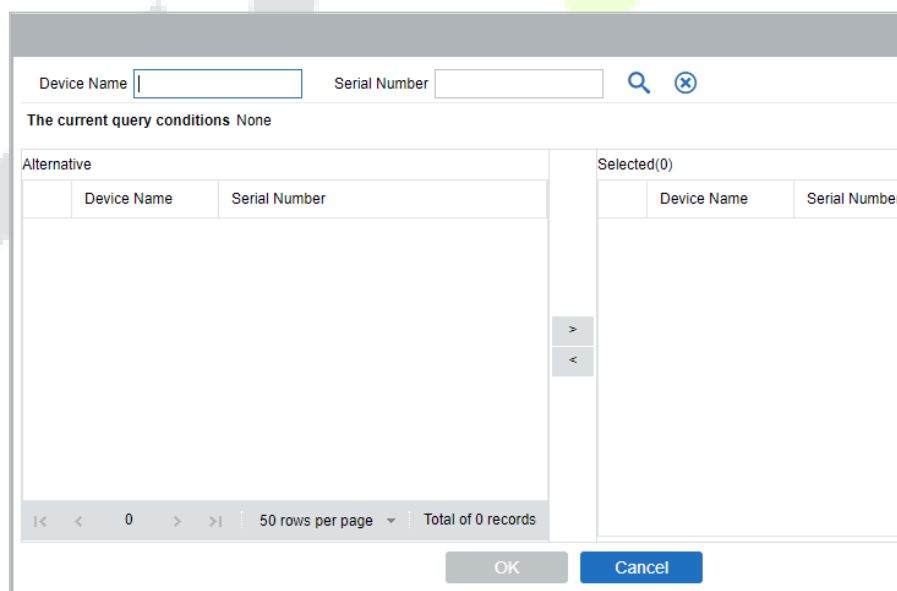 Device Name Serial Number
The current query conditions None
Alternative Selected(0)
Device Name Serial Number Device Name Serial Number
>
<
|< < 0 > >| 50 rows per page Total of 0 records
OK Cancel